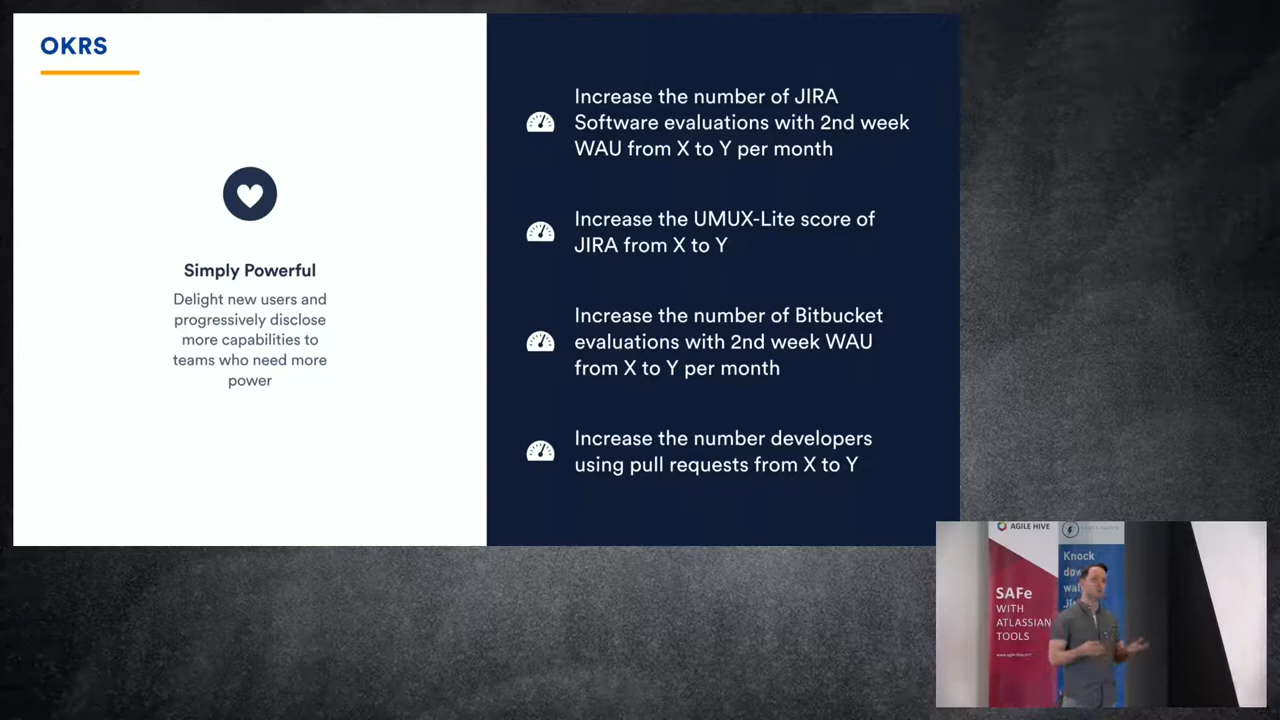 OKRS
Simply Powerful
Delight new users and
progressively disclose
more capabilities to
teams who need more
power
Increase the number of JIRA
Software evaluations with 2nd week
WAU from X to Y per month
Increase the UMUX-Lite score of
JIRA from X to Y
Increase the number of Bitbucket
evaluations with 2nd week WAU
from X to Y per month
Increase the number developers
using pull requests from X to Y
AGILE HIVE
SAFe
WITH
ATLASSIAN
TOOLS
Knock